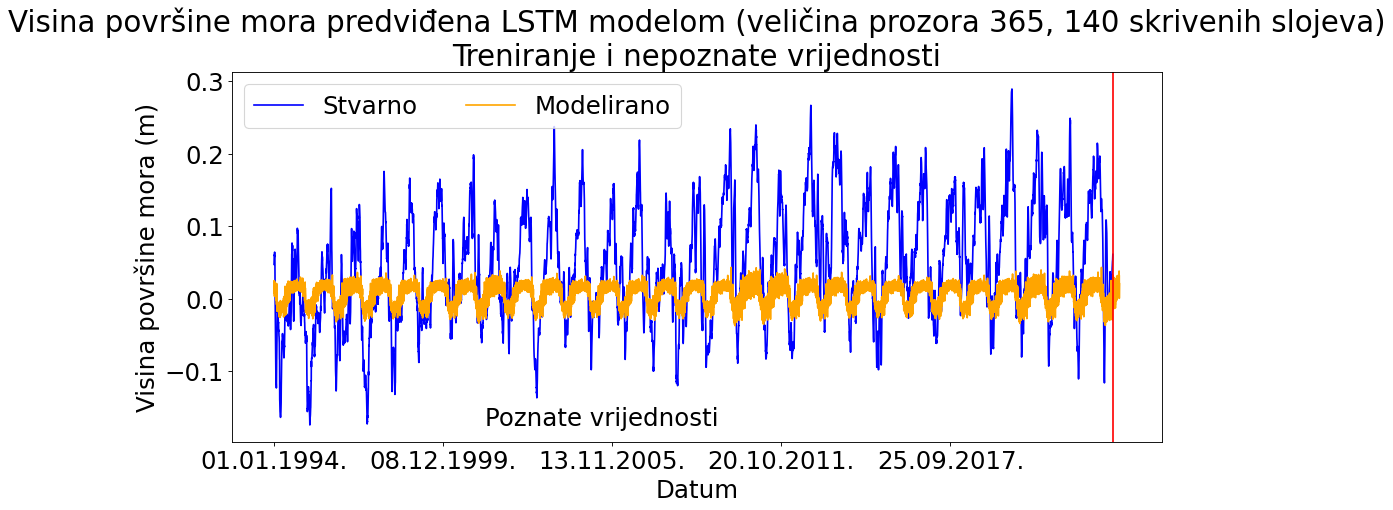 Visina površine mora predviđena LSTM modelom (veličina prozora 365, 140 skrivenih slojeva)
Treniranje i nepoznate vrijednosti
Stvarno
Modelirano
Visina površine mora (m)
0.3
0.2
0.1
0.0
−0.1
Poznate vrijednosti
01.01.1994.
08.12.1999.
13.11.2005.
20.10.2011.
25.09.2017.
Datum